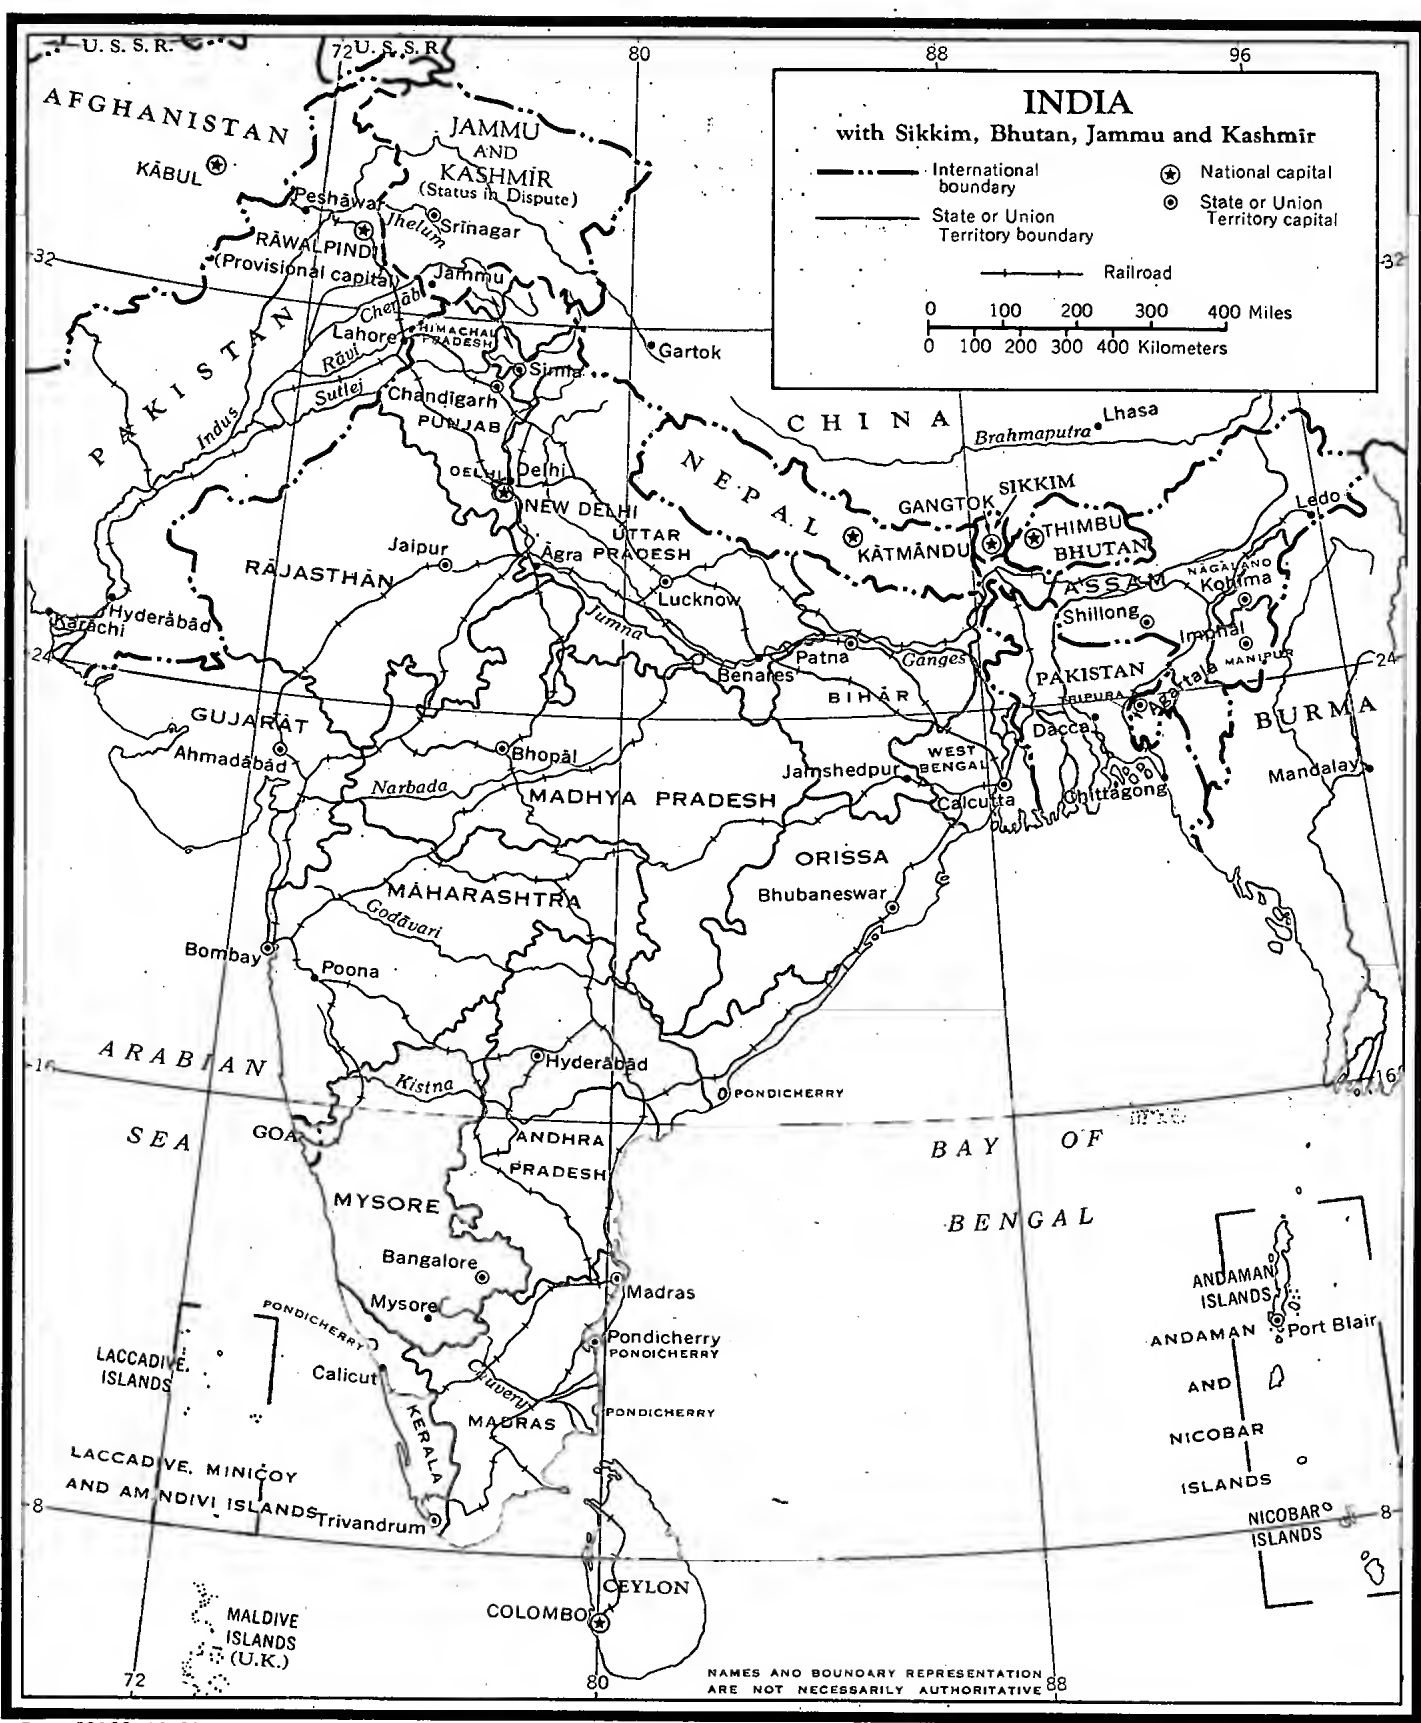 U. S. S. R.
72
U. S. S. R.
80
88
96
AFGHANISTAN
KĀBUL
JAMMU
AND
KASHMĪR
(Status in Dispute)
Peshāwar
Jhelum
Srīnagar
RĀWALPINDI
(Provisional capital)
Jammu
32
Chenāb
Lahore
HIMACHAL
PRADESH
Rāvi
Simla
Gartok
Sutlej
Chandīgarh
PUNJAB
PAKISTAN
Indus
INDIA
with Sikkim, Bhutan, Jammu and Kashmīr
International
boundary
National capital
State or Union
Territory boundary
State or Union
Territory capital
Railroad
0 100 200 300 400 Miles
0 100 200 300 400 Kilometers
32
CHINA
Lhasa
Brahmaputra
NEPAL
DELHI
Delhi
NEW DELHI
SIKKIM
GANGTOK
THIMBU
BHUTAN
KĀTMĀNDU
Ledo
UTTAR
PRADESH
Jaipur
Āgra
RĀJASTHĀN
Lucknow
Jumna
ASSAM
NĀGALAND
Kohīma
Shillong
Imphāl
MANIPUR
Hyderābād
Karāchi
24
Benares
Patna
Ganges
BIHĀR
PAKISTAN
TRIPURA
Agartala
24
BURMA
Dacca
GUJARĀT
Ahmadābād
Bhopāl
Narbada
MADHYA PRADESH
Jamshedpur
WEST
BENGAL
Calcutta
Chittagong
Mandalay
ORISSA
Bhubaneswar
MAHARASHTRA
Godāvari
Bombay
Poona
ARABIAN
SEA
16
Kistna
Hyderābād
PONDICHERRY
16
GOA
ANDHRA
PRADESH
BAY OF
BENGAL
MYSORE
Bangalore
Mysore
Madras
PONDICHERRY
Pondicherry
PONDICHERRY
Calicut
Cauvery
PONDICHERRY
MADRAS
KERALA
LACCADIVE
ISLANDS
LACCADIVE, MINICOY
AND AMINDIVI ISLANDS
Trivandrum
8
ANDAMAN
ISLANDS
ANDAMAN
Port Blair
AND
NICOBAR
ISLANDS
NICOBAR
ISLANDS
8
CEYLON
COLOMBO
MALDIVE
ISLANDS
(U.K.)
72
80
88
NAMES AND BOUNDARY REPRESENTATION
ARE NOT NECESSARILY AUTHORITATIVE